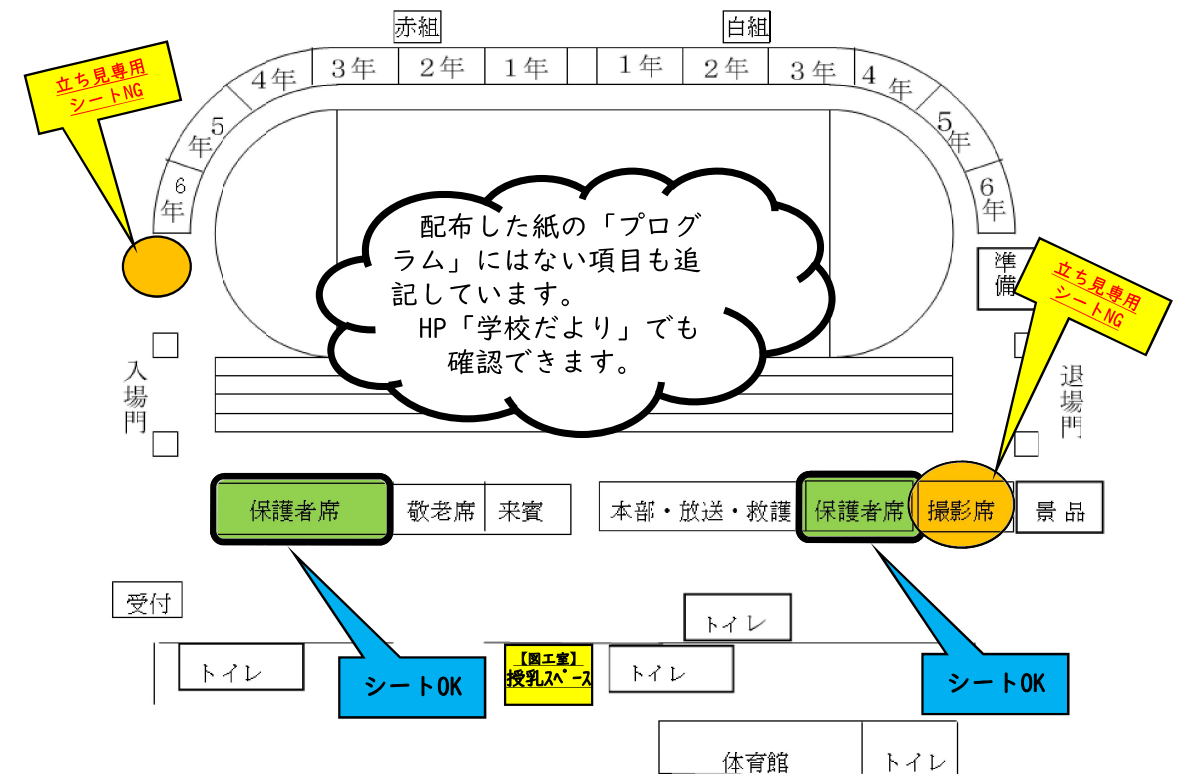 赤組
白組
立ち見専用
シートNG
6年
5年
4年
3年
2年
1年
1年
2年
3年
4年
5年
6年
準備
立ち見専用
シートNG
配布した紙の「プログ
ラム」にはない項目も追
記しています。
HP「学校だより」でも
確認できます。
入場門
退場門
保護者席
敬老席
来賓
本部・放送・救護
保護者席
撮影席
景品
受付
トイレ
トイレ
シートOK
【図工室】
授乳スペース
トイレ
シートOK
体育館
トイレ